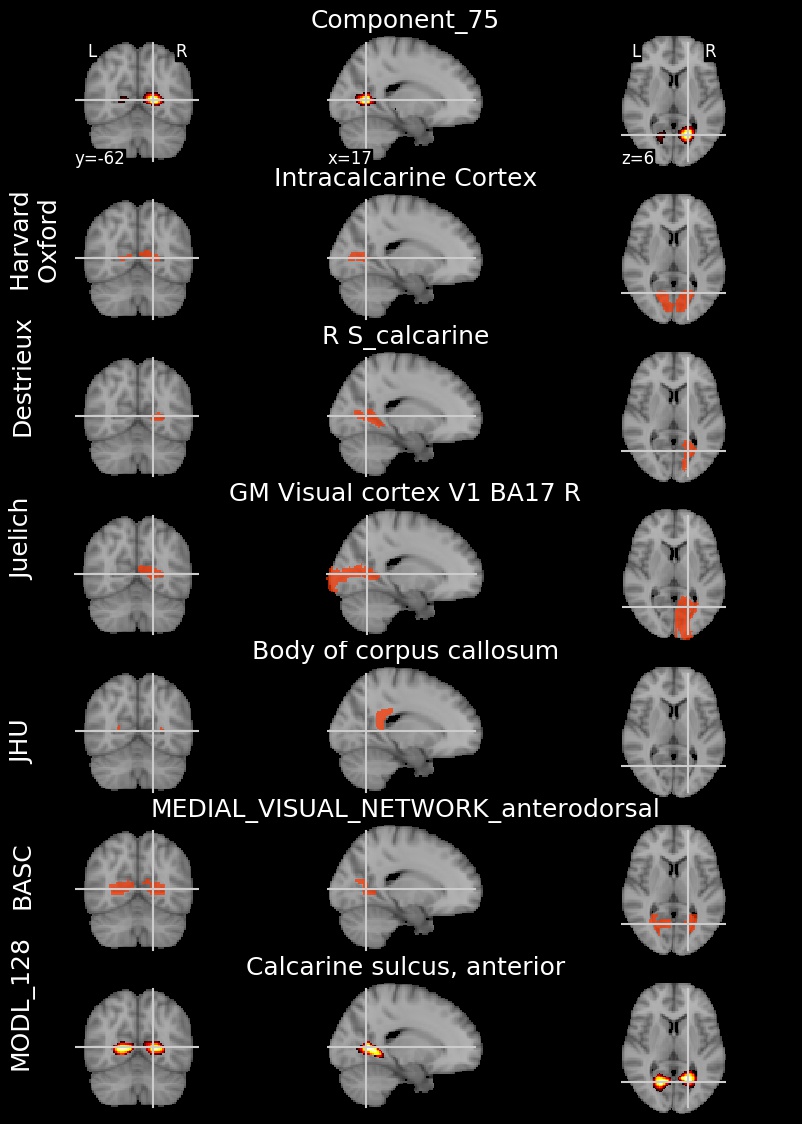 Component_75
L R
L R
y=-62
x=17
z=6
Intracalcarine Cortex
Harvard
Oxford
R S_calcarine
Destrieux
GM Visual cortex V1 BA17 R
Juelich
Body of corpus callosum
JHU
MEDIAL_VISUAL_NETWORK_anterodorsal
BASC
Calcarine sulcus, anterior
MODL_128